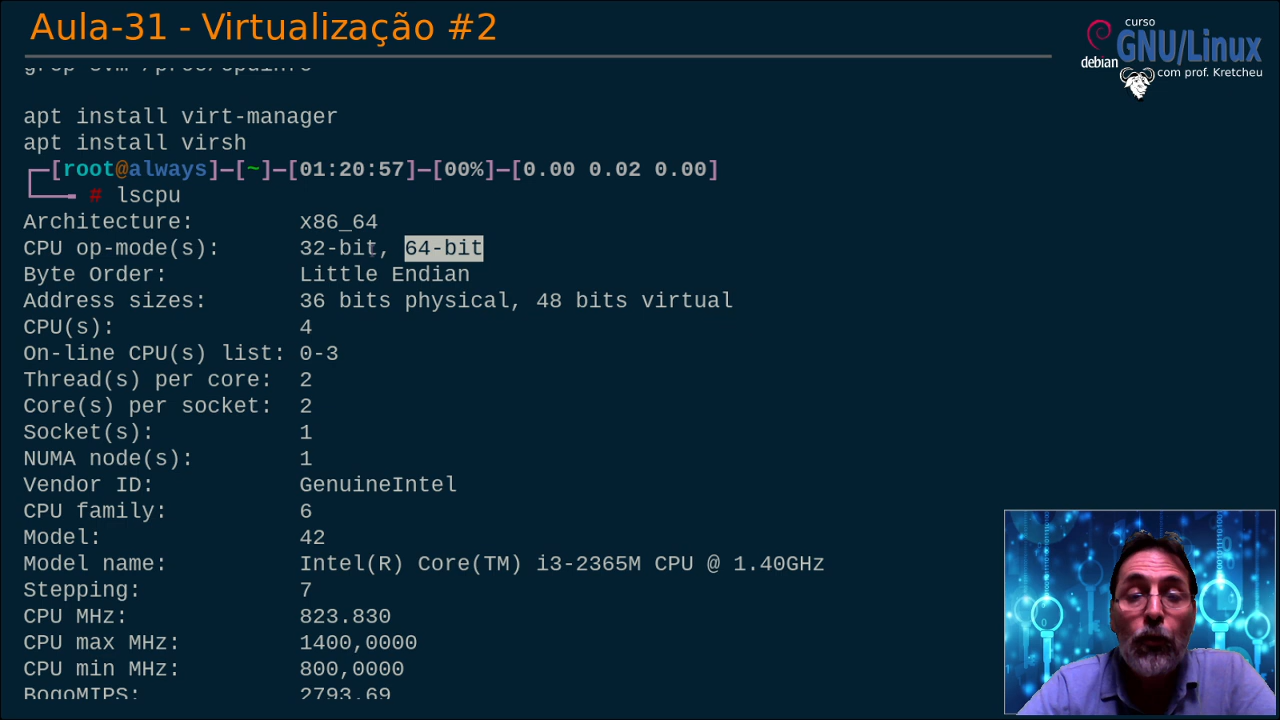 Aula-31 - Virtualização #2
curso
GNU/Linux
debian
com prof. Kretcheu
grep svm /proc/cpuinfo
apt install virt-manager
apt install virsh
┌─[root@always]─[~]─[01:20:57]─[00%]─[0.00 0.02 0.00]
└──╼ # lscpu
Architecture: x86_64
CPU op-mode(s): 32-bit, 64-bit
Byte Order: Little Endian
Address sizes: 36 bits physical, 48 bits virtual
CPU(s): 4
On-line CPU(s) list: 0-3
Thread(s) per core: 2
Core(s) per socket: 2
Socket(s): 1
NUMA node(s): 1
Vendor ID: GenuineIntel
CPU family: 6
Model: 42
Model name: Intel(R) Core(TM) i3-2365M CPU @ 1.40GHz
Stepping: 7
CPU MHz: 823.830
CPU max MHz: 1400,0000
CPU min MHz: 800,0000
BogoMIPS: 2793.69